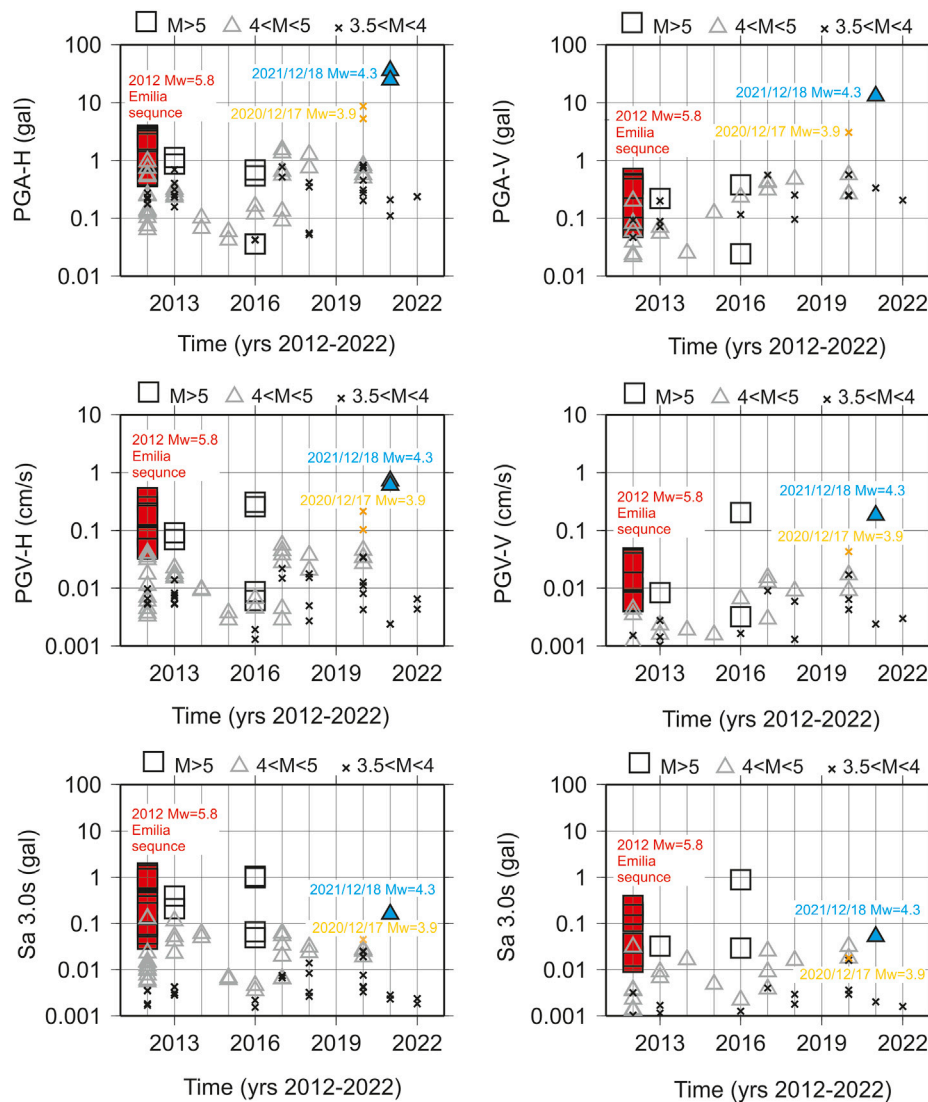 M>5 4<M<5 3.5<M<4
100
10
1
0.1
0.01
PGA-H (gal)
2012 Mw=5.8
Emilia
sequnce
2021/12/18 Mw=4.3
2020/12/17 Mw=3.9
2013 2016 2019 2022
Time (yrs 2012-2022)
M>5 4<M<5 3.5<M<4
100
10
1
0.1
0.01
PGA-V (gal)
2012 Mw=5.8
Emilia
sequnce
2021/12/18 Mw=4.3
2020/12/17 Mw=3.9
2013 2016 2019 2022
Time (yrs 2012-2022)
M>5 4<M<5 3.5<M<4
10
1
0.1
0.01
0.001
PGV-H (cm/s)
2012 Mw=5.8
Emilia
sequnce
2021/12/18 Mw=4.3
2020/12/17 Mw=3.9
2013 2016 2019 2022
Time (yrs 2012-2022)
M>5 4<M<5 3.5<M<4
10
1
0.1
0.01
0.001
PGV-V (cm/s)
2012 Mw=5.8
Emilia
sequnce
2021/12/18 Mw=4.3
2020/12/17 Mw=3.9
2013 2016 2019 2022
Time (yrs 2012-2022)
M>5 4<M<5 3.5<M<4
100
10
1
0.1
0.01
0.001
Sa 3.0s (gal)
2012 Mw=5.8
Emilia
sequnce
2021/12/18 Mw=4.3
2020/12/17 Mw=3.9
2013 2016 2019 2022
Time (yrs 2012-2022)
M>5 4<M<5 3.5<M<4
100
10
1
0.1
0.01
0.001
Sa 3.0s (gal)
2012 Mw=5.8
Emilia
sequnce
2021/12/18 Mw=4.3
2020/12/17 Mw=3.9
2013 2016 2019 2022
Time (yrs 2012-2022)